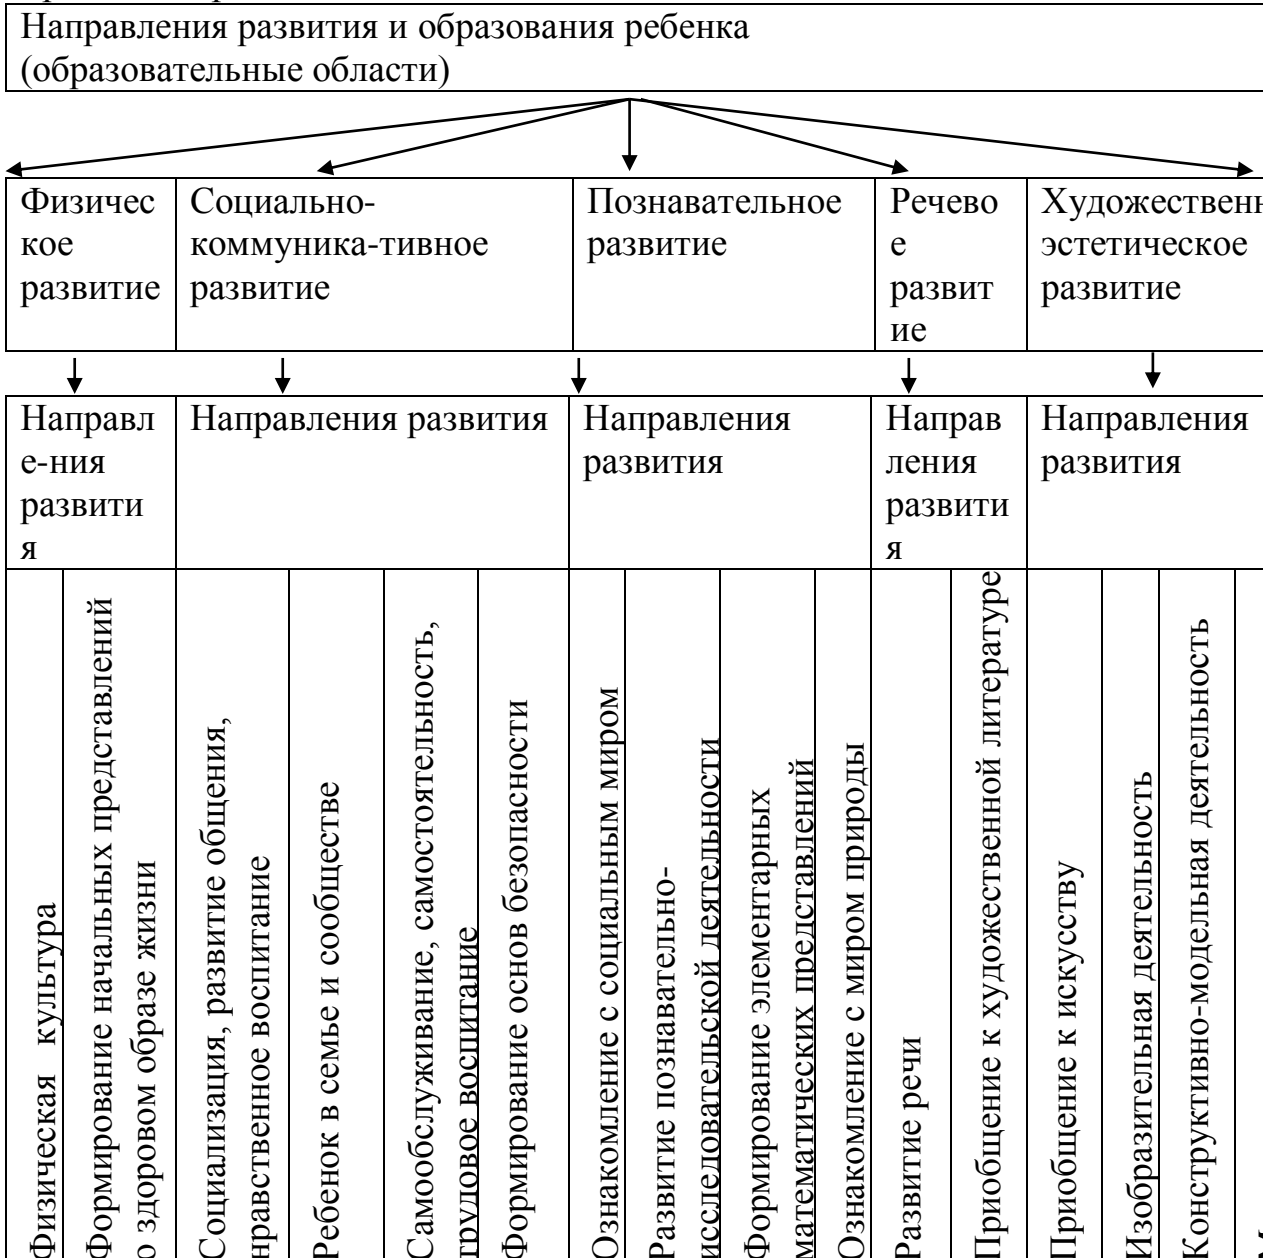 Направления развития и образования ребенка
(образовательные области)
Физичес
кое
развитие
Социально-
коммуника-тивное
развитие
Познавательное
развитие
Речево
е
развит
ие
Художественн
эстетическое
развитие
Направл
е-ния
развити
я
Направления развития
Направления
развития
Направ
ления
развити
я
Направления
развития
Физическая культура
Формирование начальных представлений
о здоровом образе жизни
Социализация, развитие общения,
нравственное воспитание
Ребенок в семье и сообществе
Самообслуживание, самостоятельность,
трудовое воспитание
Формирование основ безопасности
Ознакомление с социальным миром
Развитие познавательно-
исследовательской деятельности
Формирование элементарных
математических представлений
Ознакомление с миром природы
Развитие речи
Приобщение к художественной литературе
Приобщение к искусству
Изобразительная деятельность
Конструктивно-модельная деятельность